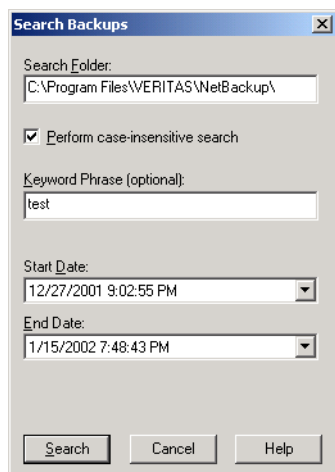 Search Backups
Search Folder:
C:\Program Files\VERITAS\NetBackup\
Perform case-insensitive search
Keyword Phrase (optional):
test
Start Date:
12/27/2001 9:02:55 PM
End Date:
1/15/2002 7:48:43 PM
Search Cancel Help